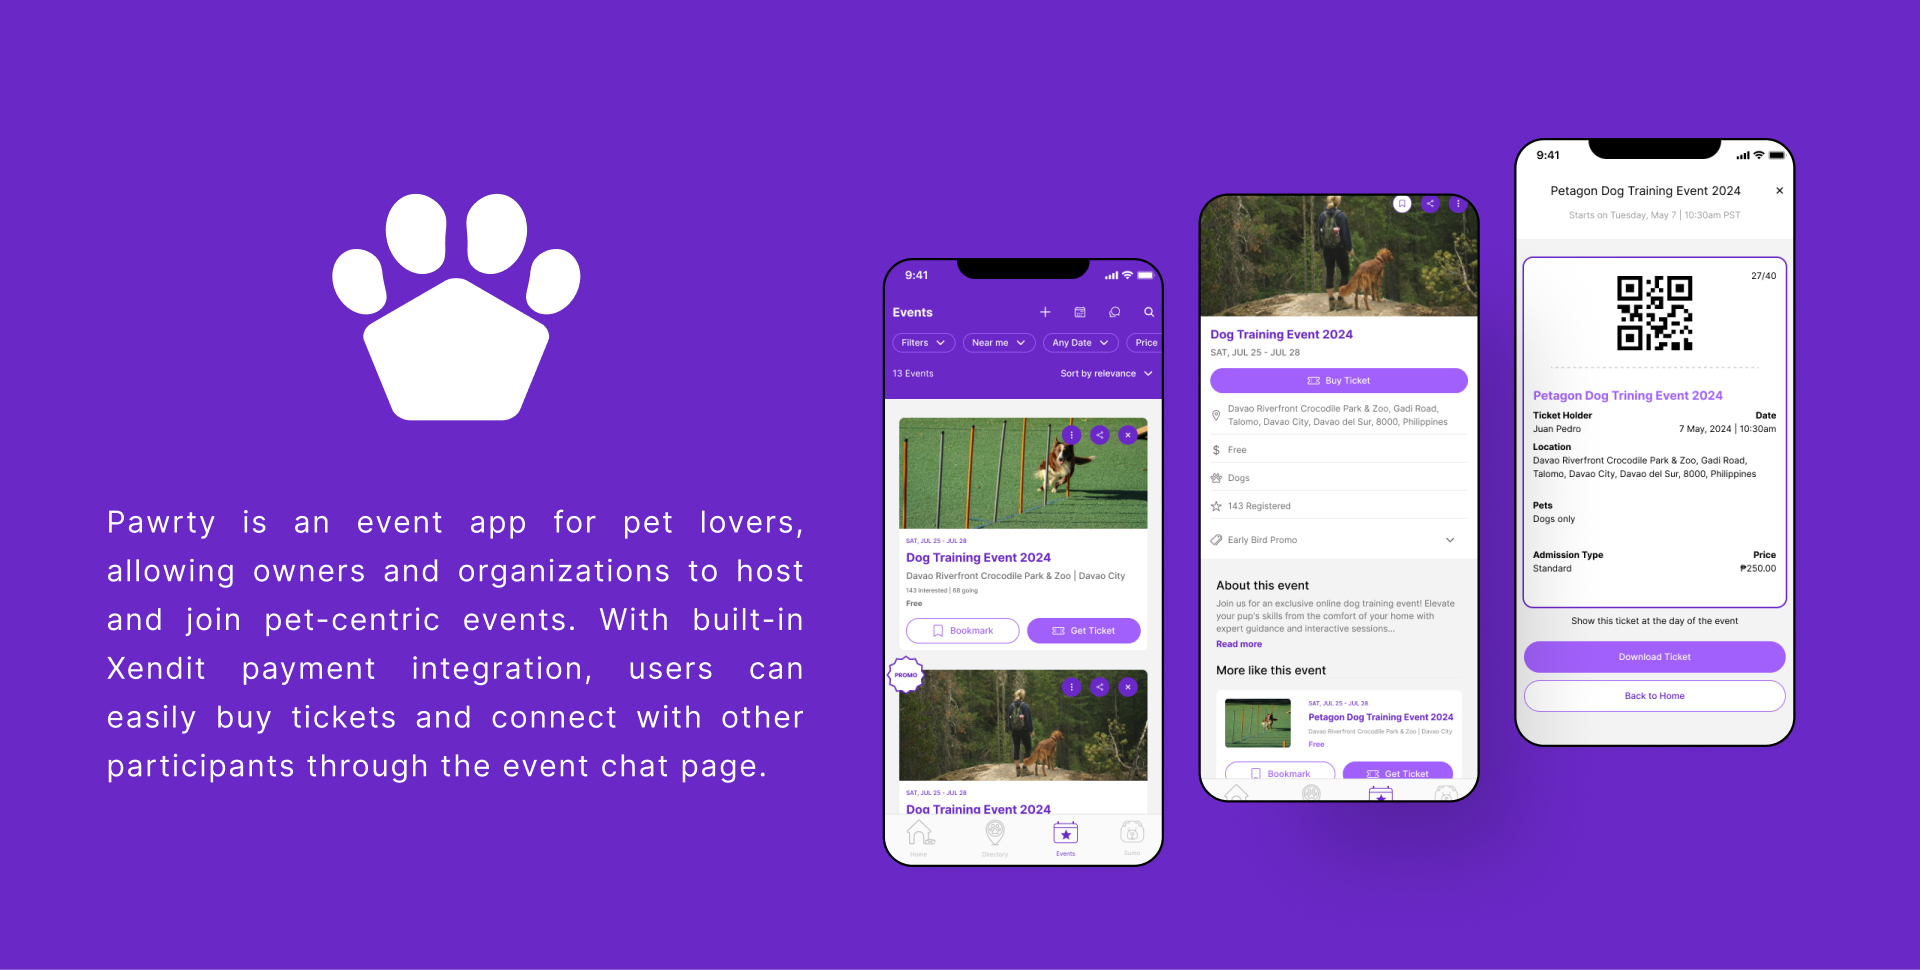 Pawrty is an event app for pet lovers,
allowing owners and organizations to host
and join pet-centric events. With built-in
Xendit payment integration, users can
easily buy tickets and connect with other
participants through the event chat page.
9:41
Events
Filters
Near me
Any Date
Price
13 Events
Sort by relevance
SAT, JUL 25 - JUL 28
Dog Training Event 2024
Davao Riverfront Crocodile Park & Zoo | Davao City
143 interested | 68 going
Free
Bookmark
Get Ticket
PROMO
SAT, JUL 25 - JUL 28
Dog Training Event 2024
Home
Directory
Events
Sumo
Dog Training Event 2024
SAT, JUL 25 - JUL 28
Buy Ticket
Davao Riverfront Crocodile Park & Zoo, Gadi Road,
Talomo, Davao City, Davao del Sur, 8000, Philippines
Free
Dogs
143 Registered
Early Bird Promo
About this event
Join us for an exclusive online dog training event! Elevate
your pup's skills from the comfort of your home with
expert guidance and interactive sessions...
Read more
More like this event
SAT, JUL 25 - JUL 28
Petagon Dog Training Event 2024
Davao Riverfront Crocodile Park & Zoo | Davao City
Free
Bookmark
Get Ticket
9:41
Petagon Dog Training Event 2024
Starts on Tuesday, May 7 | 10:30am PST
27/40
Petagon Dog Trining Event 2024
Ticket Holder Date
Juan Pedro 7 May, 2024 | 10:30am
Location
Davao Riverfront Crocodile Park & Zoo, Gadi Road,
Talomo, Davao City, Davao del Sur, 8000, Philippines
Pets
Dogs only
Admission Type Price
Standard ₱250.00
Show this ticket at the day of the event
Download Ticket
Back to Home